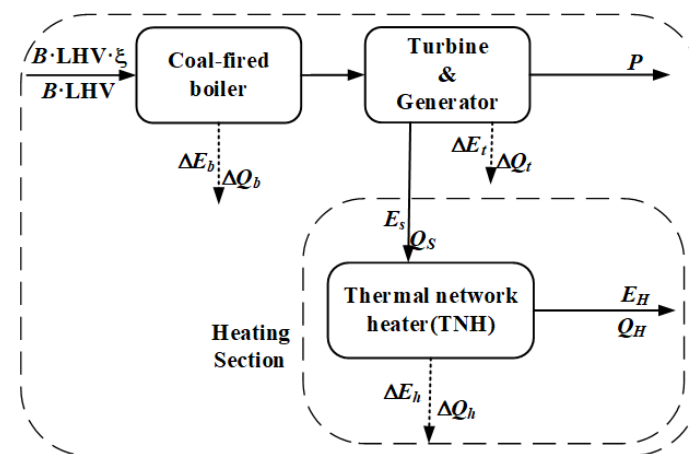 B·LHV·ξ
B·LHV
Coal-fired
boiler
Turbine
&
Generator
P
ΔE_b
ΔQ_b
ΔE_t
ΔQ_t
E_s
Q_S
Thermal network
heater(TNH)
E_H
Q_H
Heating
Section
ΔE_h
ΔQ_h